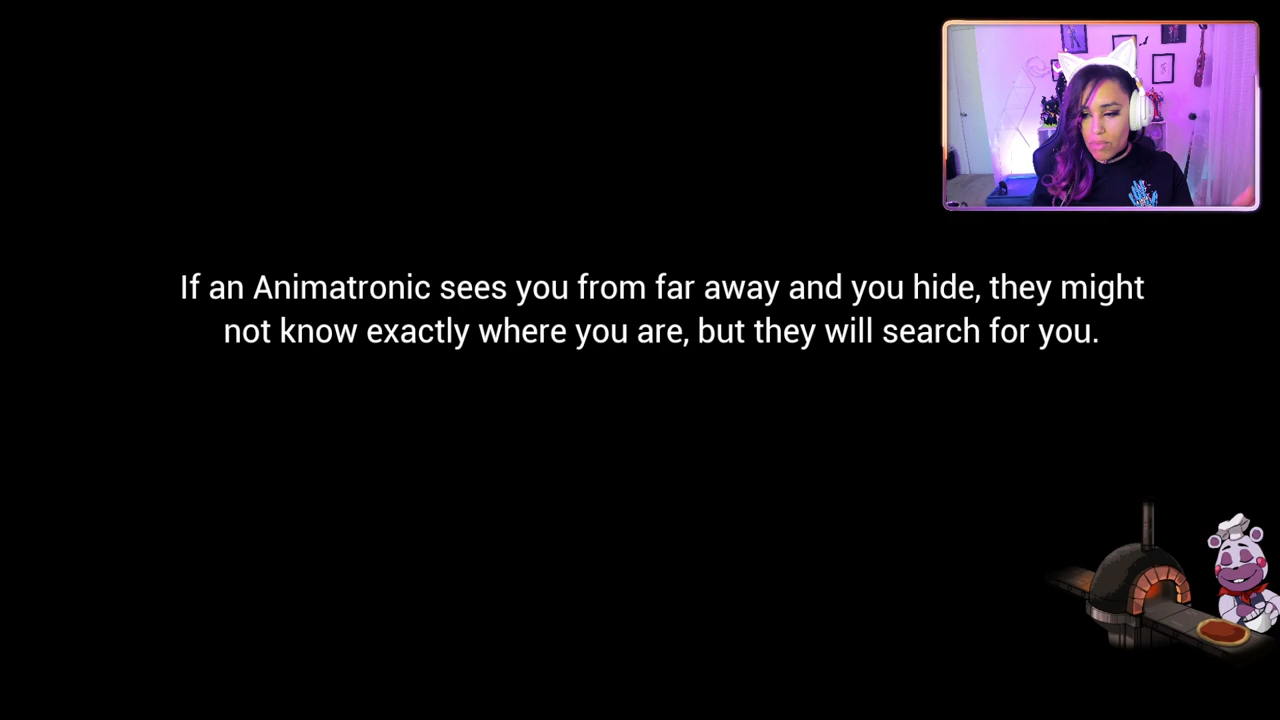 If an Animatronic sees you from far away and you hide, they might
not know exactly where you are, but they will search for you.